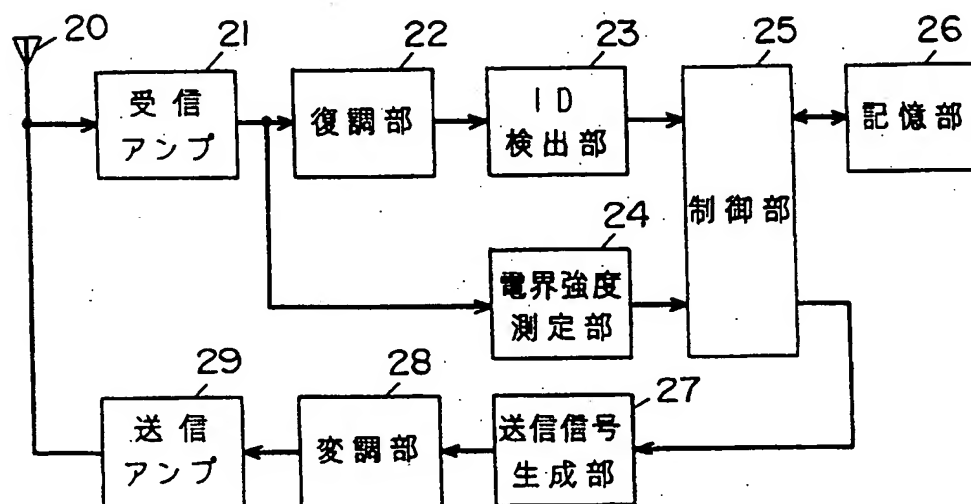 20
21
22
23
25
26
受信
アンプ
復調部
ID
検出部
制御部
記憶部
24
電界強度
測定部
29
28
27
送信
アンプ
変調部
送信信号
生成部